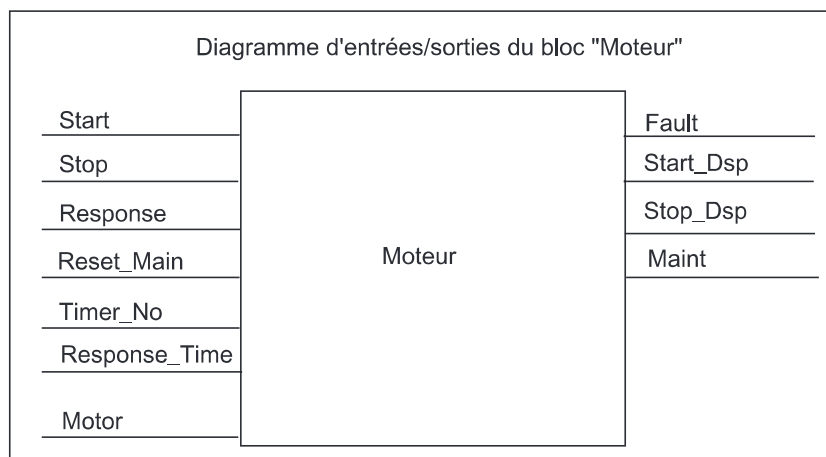 Diagramme d'entrées/sorties du bloc "Moteur"
Start
Stop
Response
Reset_Main
Timer_No
Response_Time
Motor
Moteur
Fault
Start_Dsp
Stop_Dsp
Maint